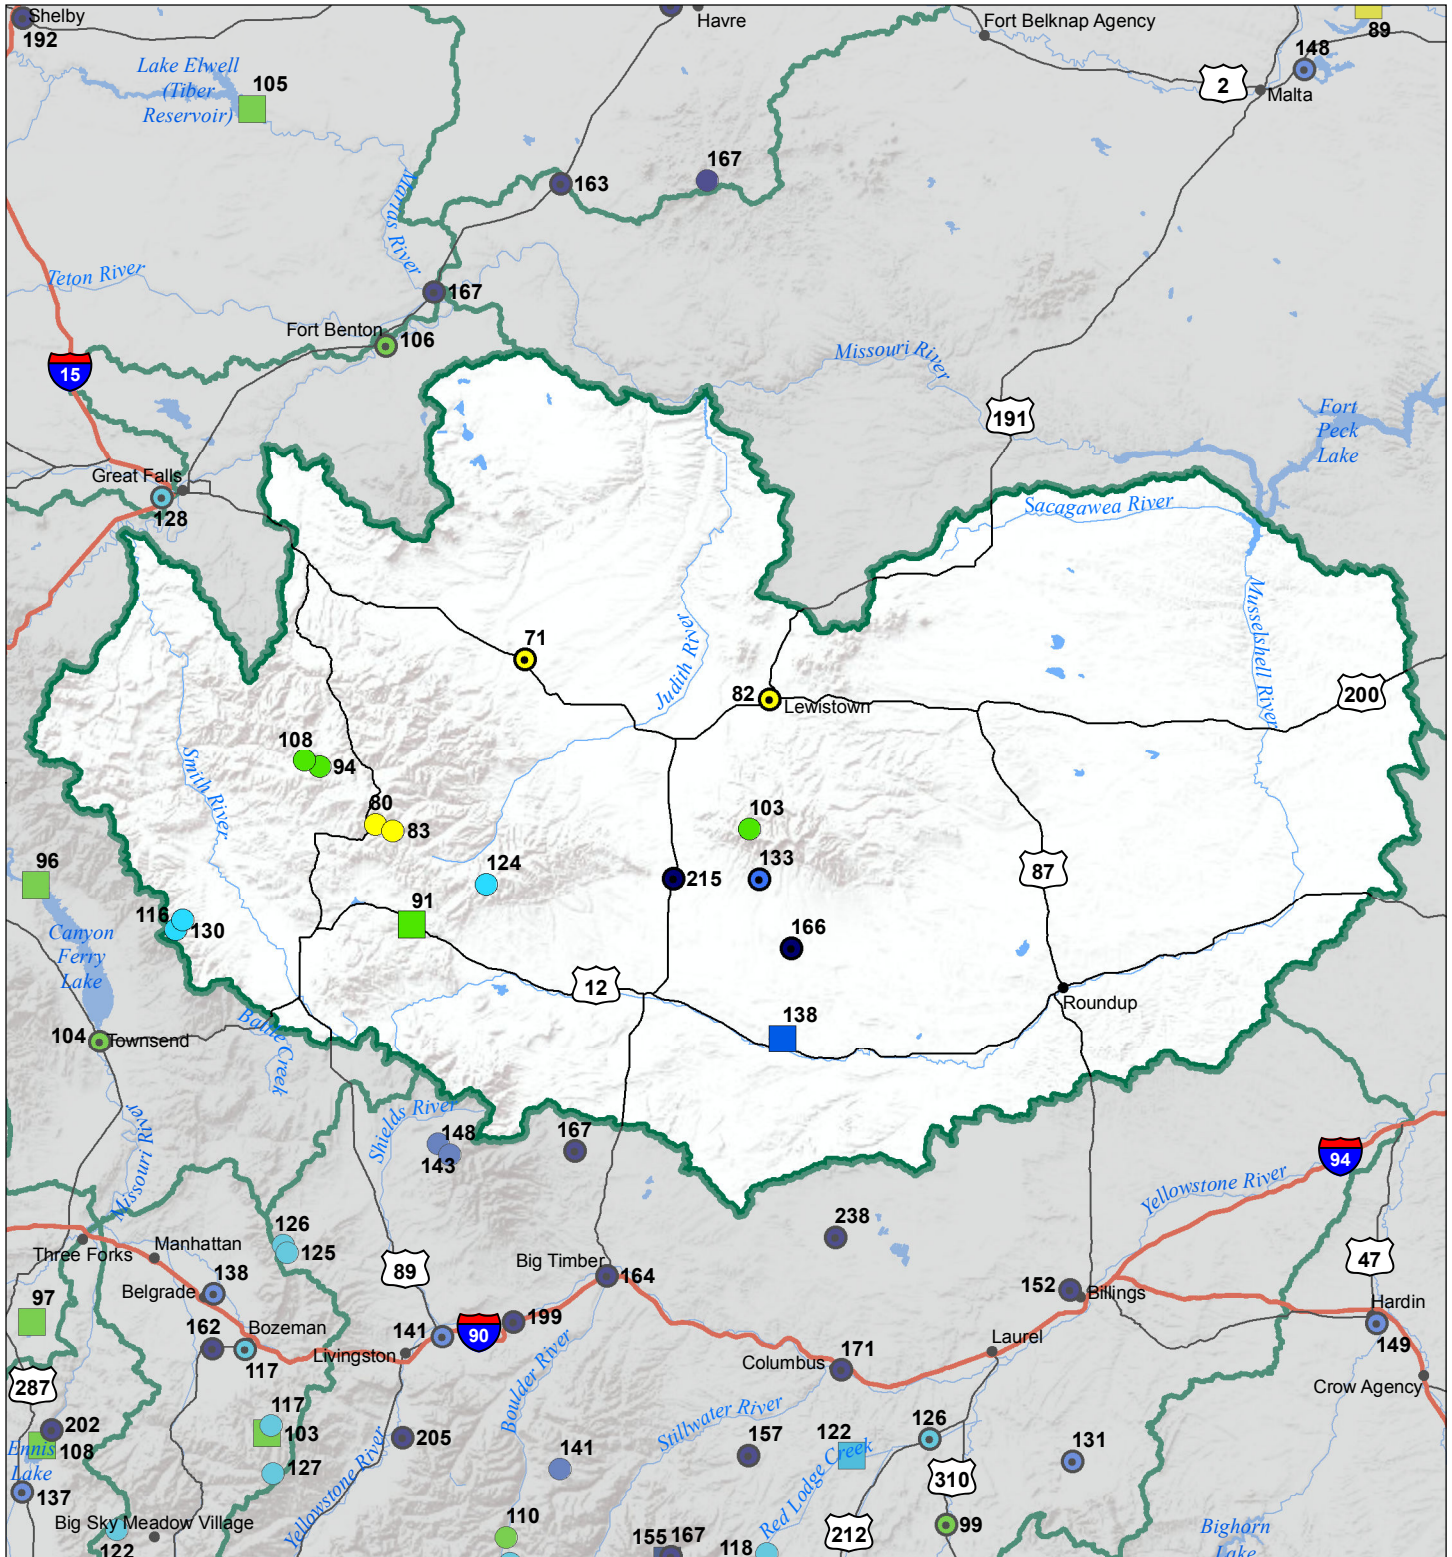 Shelby
192
Havre
Fort Belknap Agency
89
148
2
Malta
Lake Elwell
(Tiber
Reservoir)
105
167
163
Marias River
Teton River
167
Fort Benton
106
15
Missouri River
191
Fort
Peck
Lake
Great Falls
128
Sacagawea River
Musselshell River
71
Judith River
82
Lewistown
200
108
94
Smith River
80
83
103
124
133
215
87
96
91
116
130
166
Canyon
Ferry
Lake
12
Roundup
138
104
Townsend
Battle Creek
Missouri River
Shields River
148
143
167
94
Yellowstone River
238
126
125
Three Forks
Manhattan
138
Belgrade
89
Big Timber
164
152
Billings
47
Hardin
149
97
162
Bozeman
117
141
90
199
Livingston
Boulder River
Columbus
171
Laurel
Crow Agency
287
202
108
Ennis
Lake
137
117
103
127
205
Yellowstone River
141
Stillwater River
157
122
Red Lodge Creek
126
131
310
99
Big Sky
Meadow Village
122
110
155
167
118
212
Bighorn
Lake